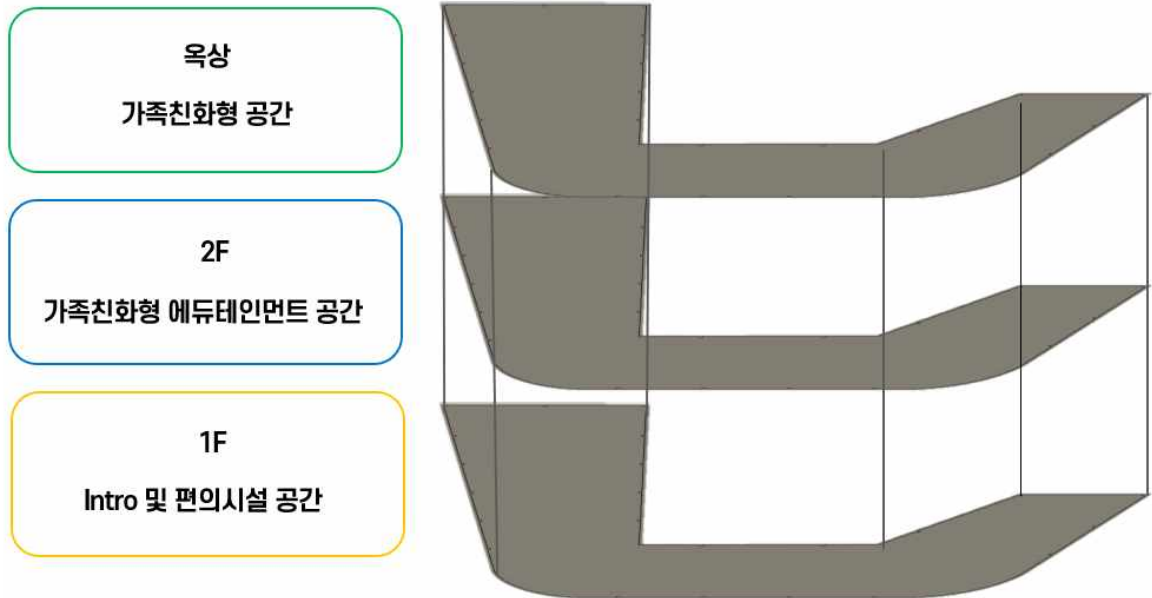 옥상
가족친화형 공간
2F
가족친화형 에듀테인먼트 공간
1F
Intro 및 편의시설 공간